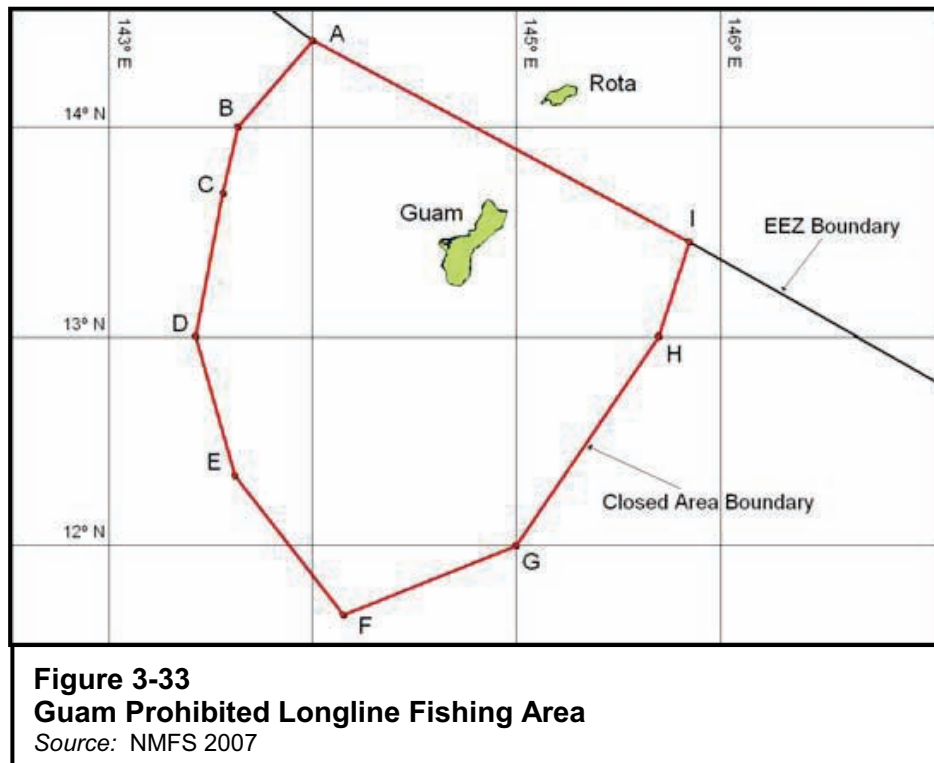 143° E
A
145° E
146° E
Rota
14° N
B
C
Guam
I
EEZ Boundary
13° N
D
H
E
Closed Area Boundary
12° N
G
F
Figure 3-33
Guam Prohibited Longline Fishing Area
Source: NMFS 2007